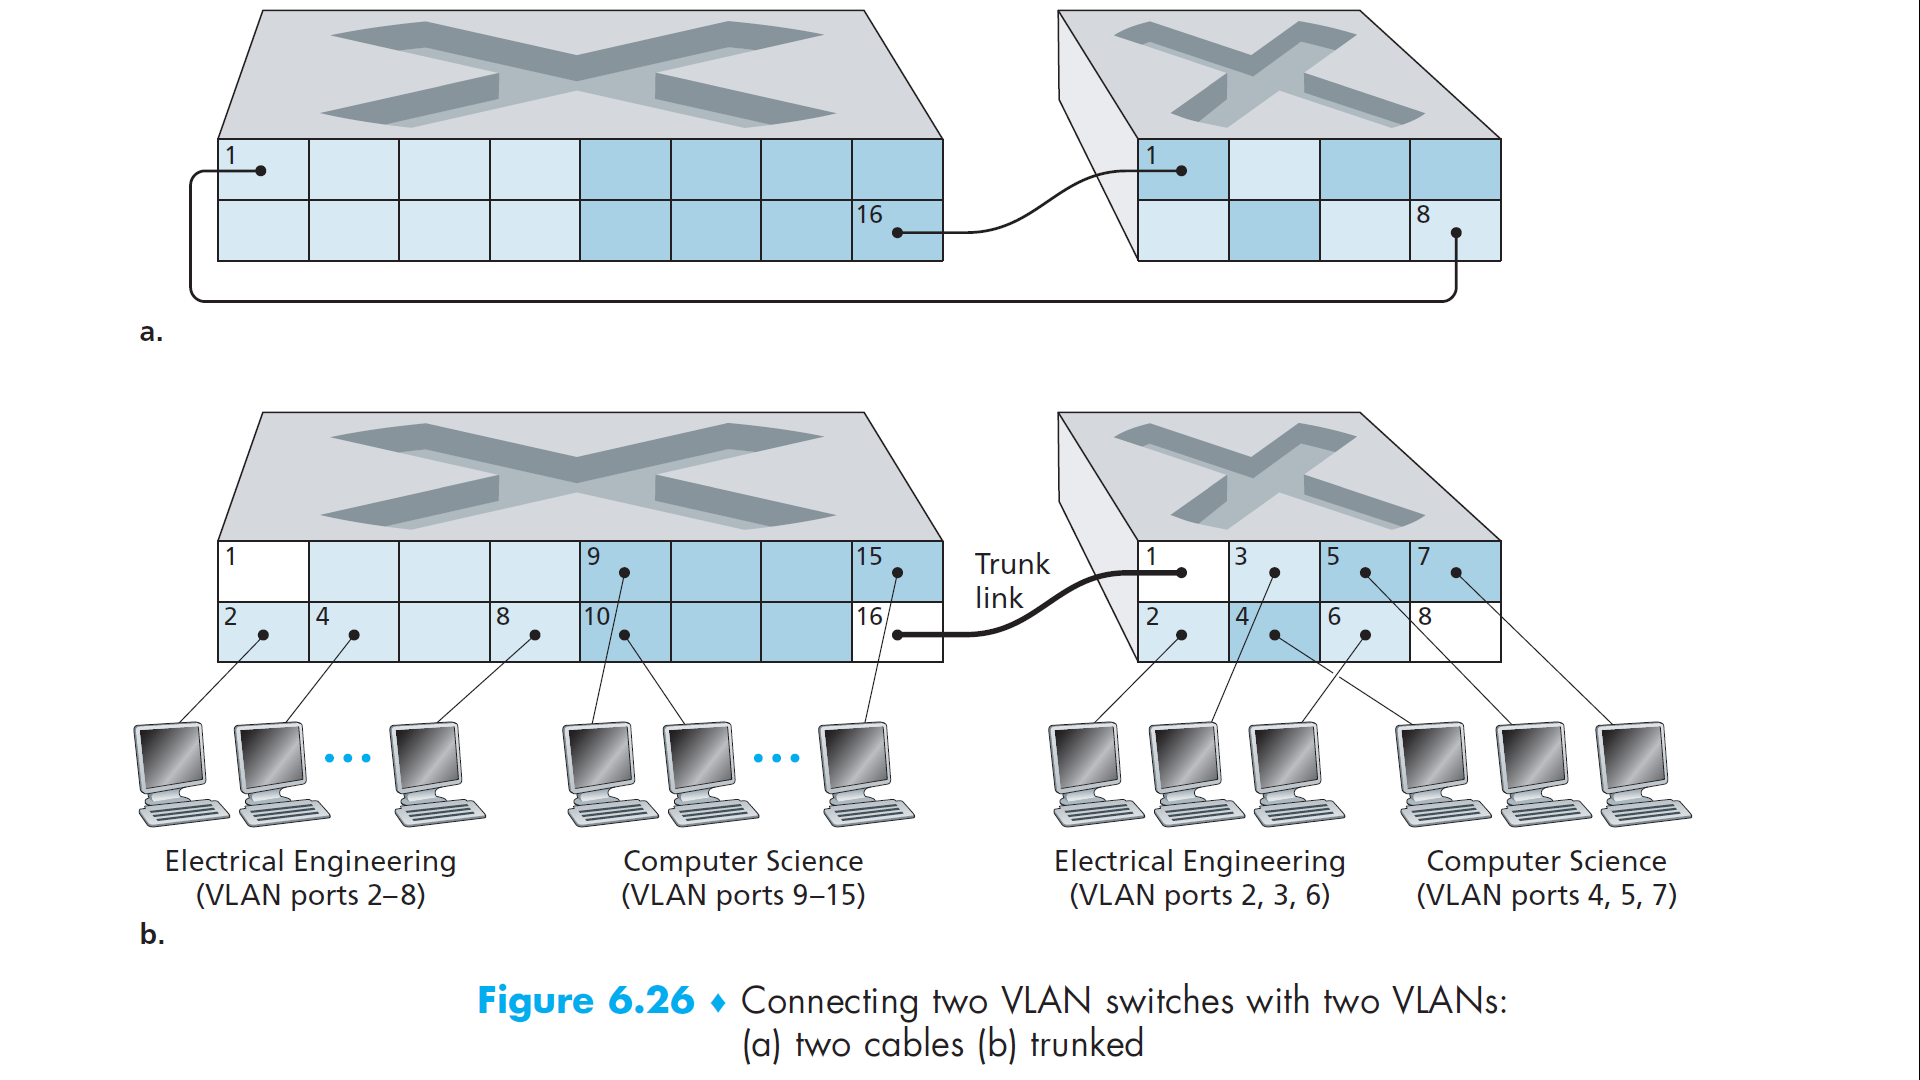 1
16
1
8
a.
1
9
15
2
4
8
10
16
Trunk
link
1
3
5
7
2
4
6
8
Electrical Engineering
(VLAN ports 2–8)
Computer Science
(VLAN ports 9–15)
Electrical Engineering
(VLAN ports 2, 3, 6)
Computer Science
(VLAN ports 4, 5, 7)
b.
Figure 6.26 ♦ Connecting two VLAN switches with two VLANs:
(a) two cables (b) trunked